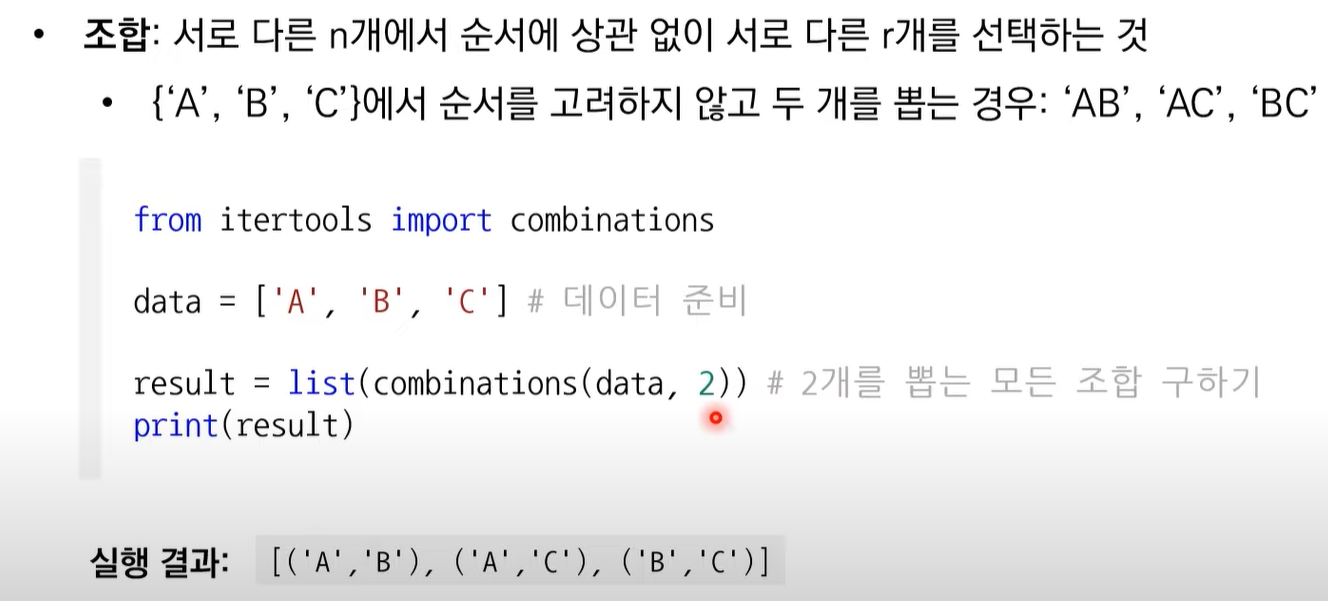 • 조합: 서로 다른 n개에서 순서에 상관 없이 서로 다른 r개를 선택하는 것
• {‘A’, ‘B’, ‘C’}에서 순서를 고려하지 않고 두 개를 뽑는 경우: ‘AB’, ‘AC’, ‘BC’
from itertools import combinations
data = ['A', 'B', 'C'] # 데이터 준비
result = list(combinations(data, 2)) # 2개를 뽑는 모든 조합 구하기
print(result)
실행 결과: [('A','B'), ('A','C'), ('B','C')]